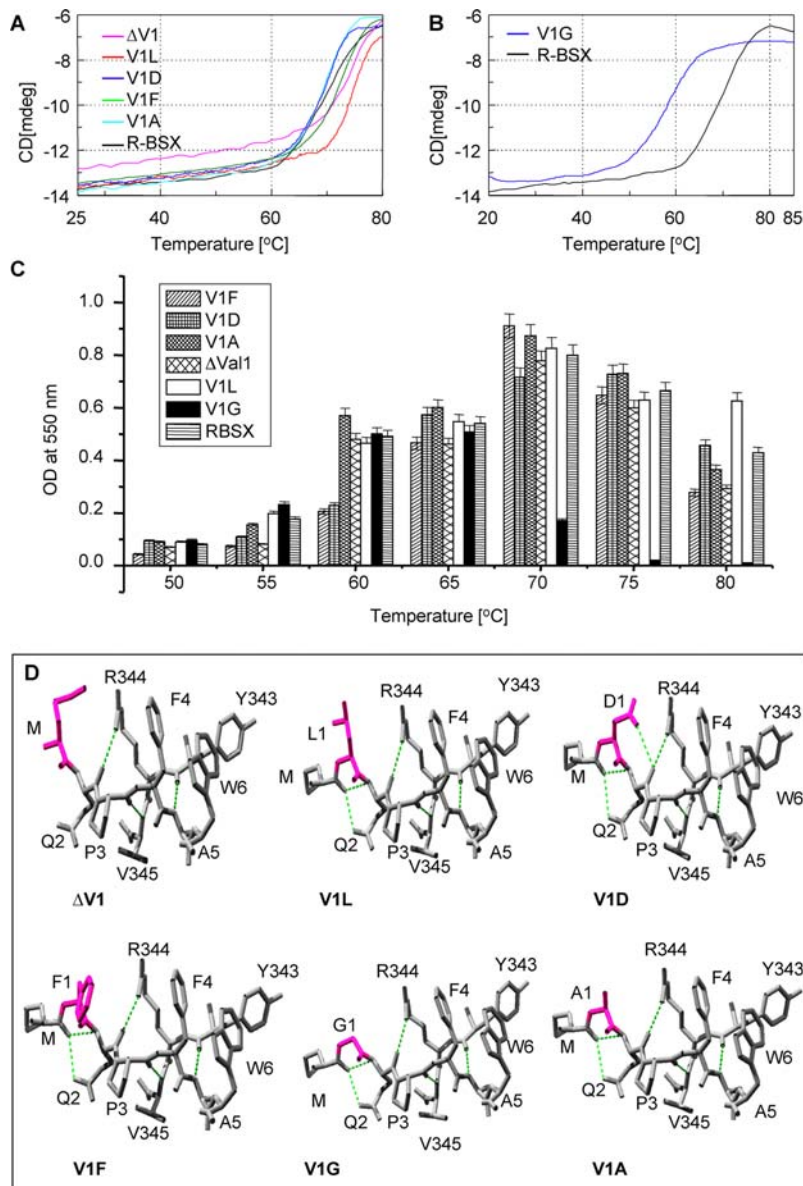 A
CD[mdeg]
-6
-8
-10
-12
-14
ΔV1
V1L
V1D
V1F
V1A
R-BSX
25
40
60
80
Temperature [°C]
B
CD[mdeg]
-6
-8
-10
-12
-14
V1G
R-BSX
20
40
60
80 85
Temperature [°C]
C
OD at 550 nm
1.0
0.8
0.6
0.4
0.2
0.0
V1F
V1D
V1A
ΔVal1
V1L
V1G
RBSX
50
55
60
65
70
75
80
Temperature [°C]
D
M
R344
F4
Y343
W6
Q2
P3
V345
A5
ΔV1
L1
M
R344
F4
Y343
W6
Q2
P3
V345
A5
V1L
D1
M
R344
F4
Y343
W6
Q2
P3
V345
A5
V1D
F1
M
R344
F4
Y343
W6
Q2
P3
V345
A5
V1F
G1
M
R344
F4
Y343
W6
Q2
P3
V345
A5
V1G
A1
M
R344
F4
Y343
W6
Q2
P3
V345
A5
V1A